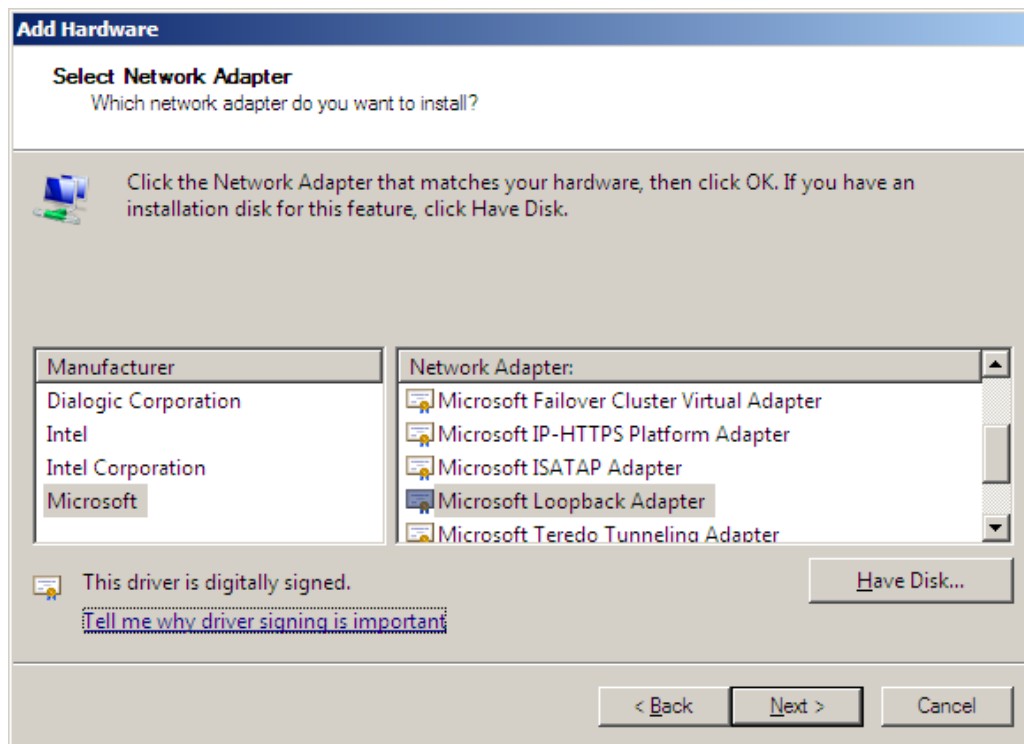 Add Hardware
Select Network Adapter
Which network adapter do you want to install?
Click the Network Adapter that matches your hardware, then click OK. If you have an
installation disk for this feature, click Have Disk.
Manufacturer
Dialogic Corporation
Intel
Intel Corporation
Microsoft
Network Adapter:
Microsoft Failover Cluster Virtual Adapter
Microsoft IP-HTTPS Platform Adapter
Microsoft ISATAP Adapter
Microsoft Loopback Adapter
Microsoft Teredo Tunneling Adapter
This driver is digitally signed.
Tell me why driver signing is important
Have Disk...
< Back
Next >
Cancel